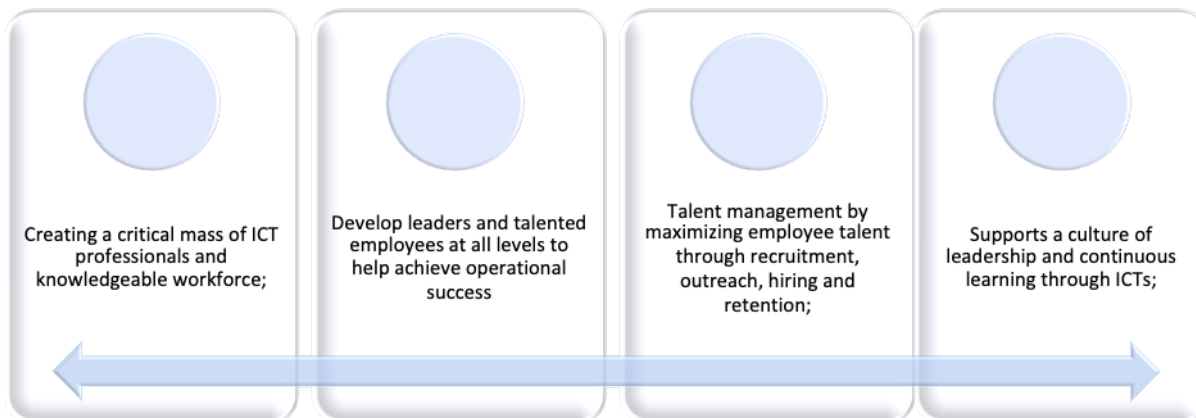 Creating a critical mass of ICT
professionals and
knowledgeable workforce;
Develop leaders and talented
employees at all levels to
help achieve operational
success
Talent management by
maximizing employee talent
through recruitment,
outreach, hiring and
retention;
Supports a culture of
leadership and continuous
learning through ICTs;